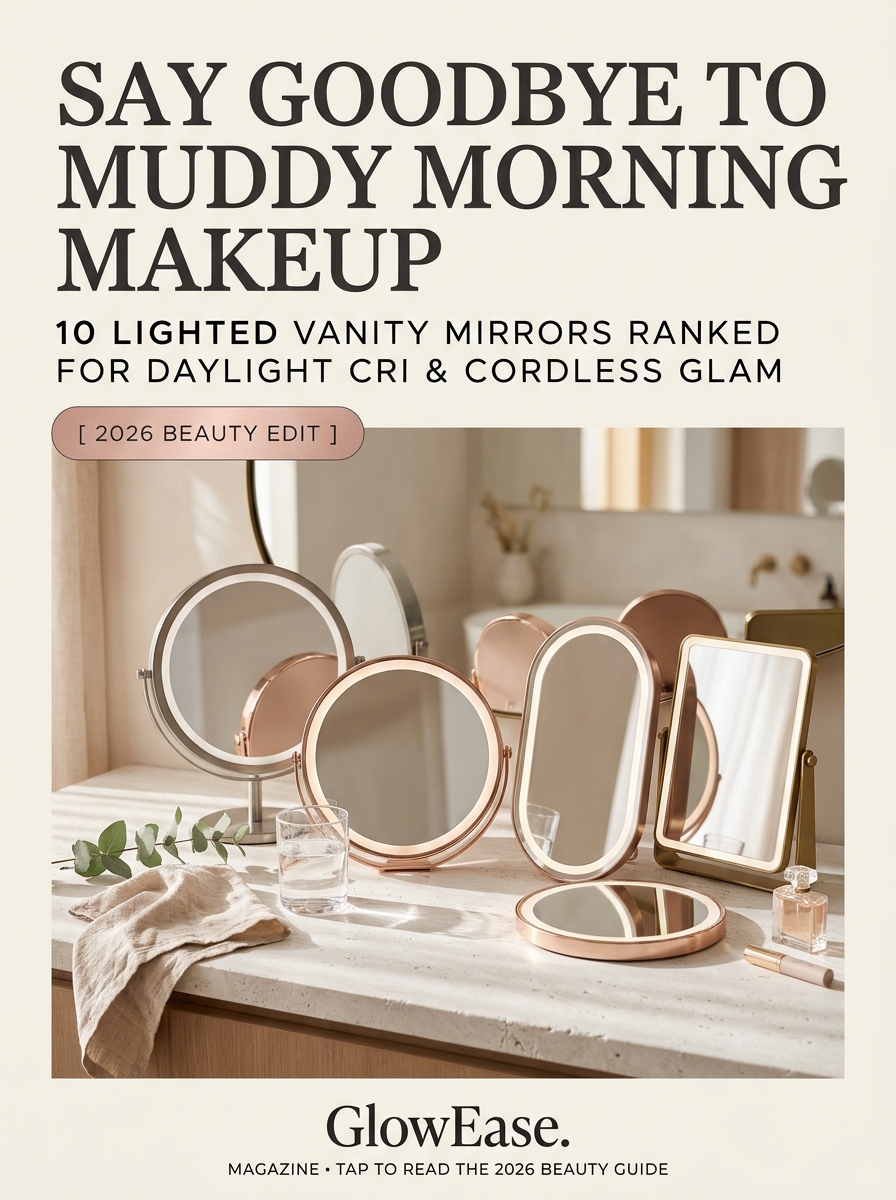 SAY GOODBYE TO
MUDDY MORNING
MAKEUP
10 LIGHTED VANITY MIRRORS RANKED
FOR DAYLIGHT CRI & CORDLESS GLAM
[ 2026 BEAUTY EDIT ]
GlowEase.
MAGAZINE • TAP TO READ THE 2026 BEAUTY GUIDE